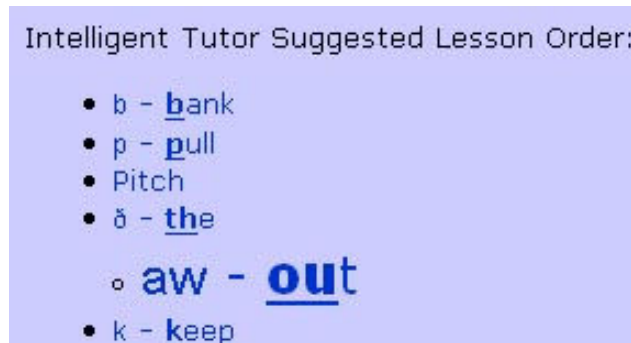 Intelligent Tutor Suggested Lesson Order:
• b - bank
• p - pull
• Pitch
• ð - the
◦ aw - out
• k - keep